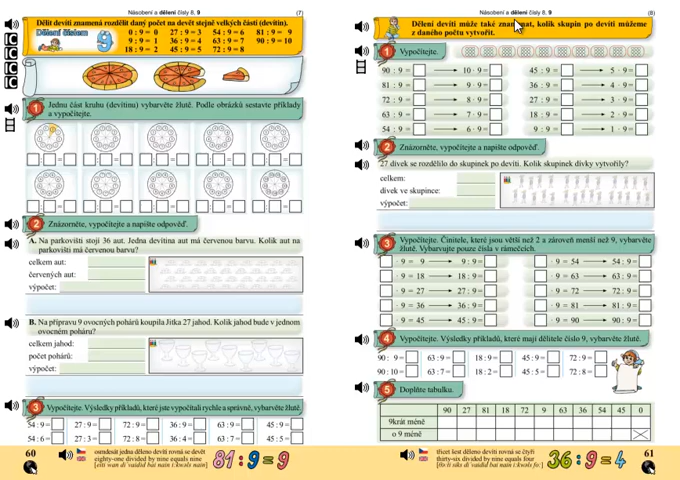 Násobení a dělení čísly 8, 9
(7)
Dělit devíti znamená rozdělit daný počet na devět stejně velkých částí (devítin).
Dělení číslem
9
0 : 9 = 0 27 : 9 = 3 54 : 9 = 6 81 : 9 = 9
9 : 9 = 1 36 : 9 = 4 63 : 9 = 7 90 : 9 = 10
18 : 9 = 2 45 : 9 = 5 72 : 9 = 8
1 Jednu část kruhu (devítinu) vybarvěte žlutě. Podle obrázků sestavte příklady
a vypočítejte.
: =  : =  : =  : =  : =
: =  : =  : =  : =  : =
2 Znázorněte, vypočítejte a napište odpověď.
A. Na parkovišti stojí 36 aut. Jedna devítina aut má červenou barvu. Kolik aut na
parkovišti má červenou barvu?
celkem aut:
červených aut:
výpočet:
B. Na přípravu 9 ovocných pohárů koupila Jitka 27 jahod. Kolik jahod bude v jednom
ovocném poháru?
celkem jahod:
počet pohárů:
výpočet:
3 Vypočítejte. Výsledky příkladů, které jste vypočítali rychle a správně, vybarvěte žlutě.
54 : 9 = 27 : 9 = 72 : 9 = 36 : 9 = 63 : 9 = 45 : 9 =
54 : 6 = 27 : 3 = 72 : 8 = 36 : 4 = 63 : 7 = 45 : 5 =
60
osmdesát jedna děleno devíti rovná se devět
eighty-one divided by nine equals nine
81 : 9 = 9
Násobení a dělení čísly 8, 9
(8)
Dělení devíti může také znamenat, kolik skupin po devíti můžeme
z daného počtu vytvořit.
1 Vypočítejte.
90 : 9 = 10 · 9 = 45 : 9 = 5 · 9 =
81 : 9 = 9 · 9 = 36 : 9 = 4 · 9 =
72 : 9 = 8 · 9 = 27 : 9 = 3 · 9 =
63 : 9 = 7 · 9 = 18 : 9 = 2 · 9 =
54 : 9 = 6 · 9 = 9 : 9 = 1 · 9 =
2 Znázorněte, vypočítejte a napište odpověď.
27 dívek se rozdělilo do skupinek po devíti. Kolik skupinek dívky vytvořily?
celkem:
dívek ve skupince:
výpočet:
3 Vypočítejte. Činitele, které jsou větší než 2 a zároveň menší než 9, vybarvěte
žlutě. Vybarvujte pouze čísla v rámečcích.
· 9 = 9 9 : 9 = · 9 = 54 54 : 9 =
· 9 = 18 18 : 9 = · 9 = 63 63 : 9 =
· 9 = 27 27 : 9 = · 9 = 72 72 : 9 =
· 9 = 36 36 : 9 = · 9 = 81 81 : 9 =
· 9 = 45 45 : 9 = · 9 = 90 90 : 9 =
4 Vypočítejte. Výsledky příkladů, které mají dělitele číslo 9, vybarvěte žlutě.
90 : 9 = 63 : 9 = 18 : 9 = 45 : 9 = 72 : 9 =
90 : 10 = 63 : 7 = 18 : 2 = 45 : 5 = 72 : 8 =
5 Doplňte tabulku.
90 27 81 18 72 9 63 36 54 45 0
9krát méně
o 9 méně
třicet šest děleno devíti rovná se čtyři
thirty-six divided by nine equals four
36 : 9 = 4
61